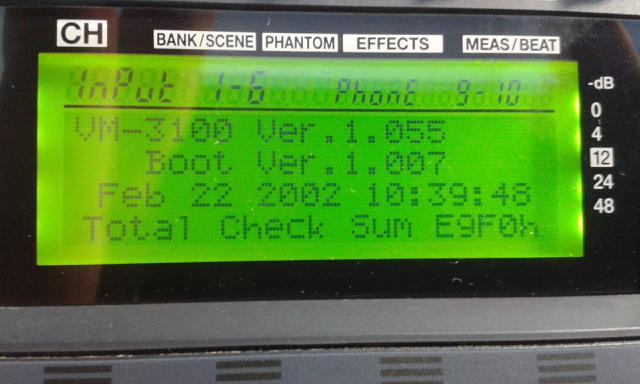 CH BANK/SCENE PHANTOM EFFECTS MEAS/BEAT
InPut 1-6 PhonE 9-10
VM-3100 Ver.1.055
Boot Ver.1.007
Feb 22 2002 10:39:48
Total Check Sum E9F0h
-dB
0
4
12
24
48